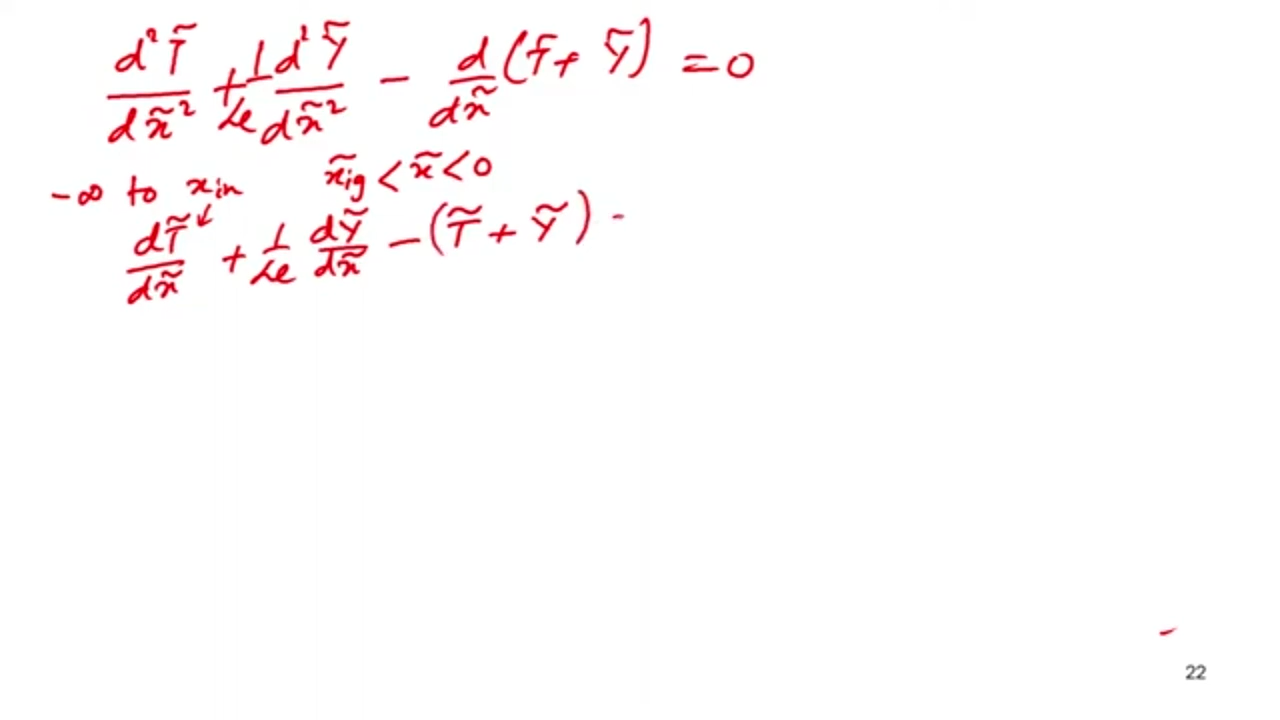 d²T̃/dx̃² + 1/Le d²Ỹ/dx̃² - d/dx̃ (T̃ + Ỹ) = 0
-∞ to x_in   x̃_ig < x̃ < 0
dT̃/dx̃ + 1/Le dỸ/dx̃ - (T̃ + Ỹ) -
22